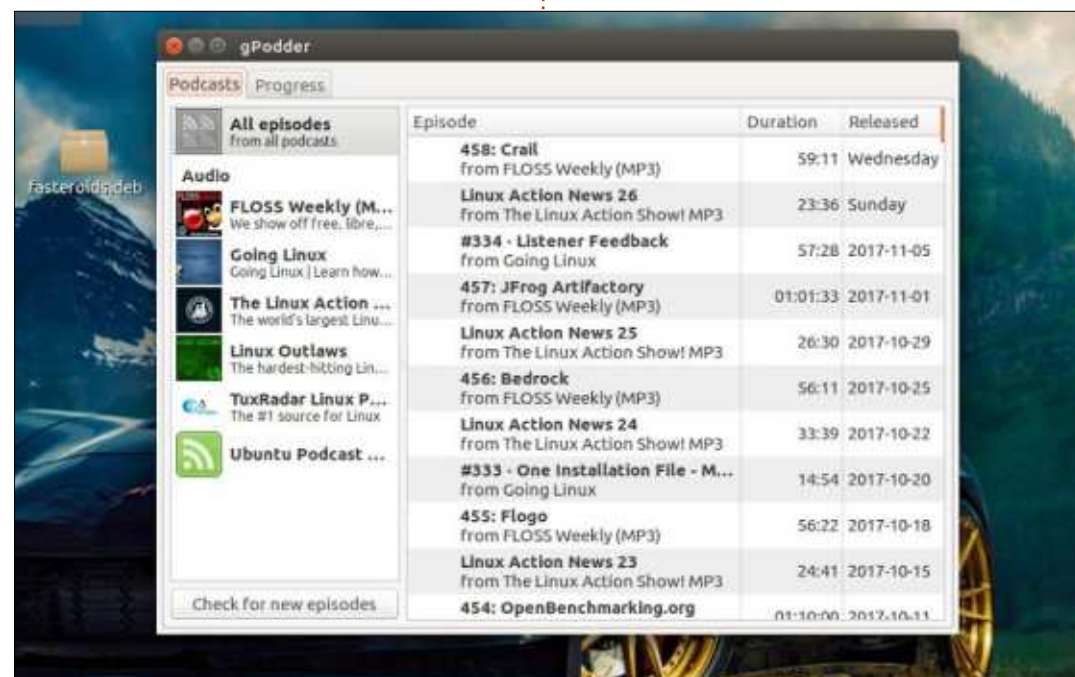 gPodder
Podcasts Progress
fasteroids.deb
All episodes
from all podcasts
Audio
FLOSS Weekly (M...
We show off free, libre,...
Going Linux
Going Linux | Learn how...
The Linux Action ...
The world's largest Linu...
Linux Outlaws
The hardest-hitting Lin...
TuxRadar Linux P...
The #1 source for Linux
Ubuntu Podcast ...
Check for new episodes
Episode Duration Released
458: Crail
from FLOSS Weekly (MP3)
59:11 Wednesday
Linux Action News 26
from The Linux Action Show! MP3
23:36 Sunday
#334 · Listener Feedback
from Going Linux
57:28 2017-11-05
457: JFrog Artifactory
from FLOSS Weekly (MP3)
01:01:33 2017-11-01
Linux Action News 25
from The Linux Action Show! MP3
26:30 2017-10-29
456: Bedrock
from FLOSS Weekly (MP3)
56:11 2017-10-25
Linux Action News 24
from The Linux Action Show! MP3
33:39 2017-10-22
#333 · One Installation File - M...
from Going Linux
14:54 2017-10-20
455: Flogo
from FLOSS Weekly (MP3)
56:22 2017-10-18
Linux Action News 23
from The Linux Action Show! MP3
24:41 2017-10-15
454: OpenBenchmarking.org
01:10:00 2017-10-11